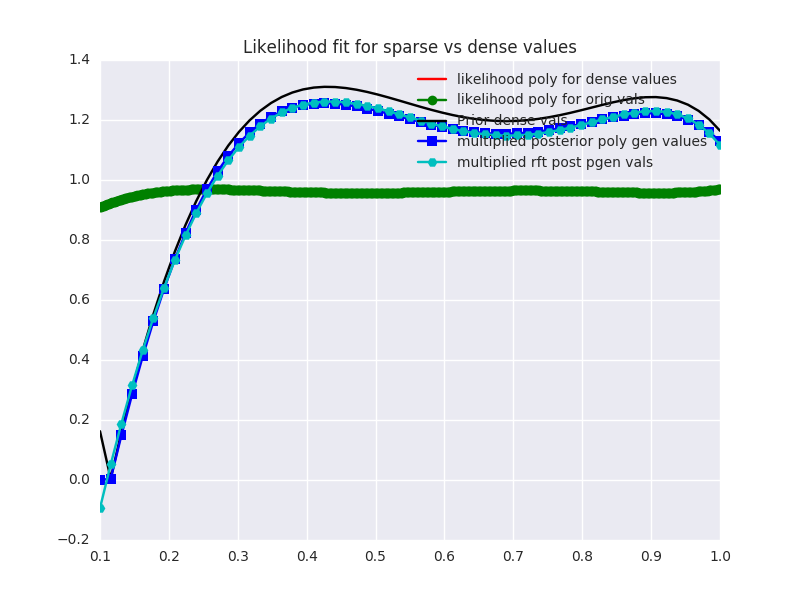 Likelihood fit for sparse vs dense values
1.4
1.2
1.0
0.8
0.6
0.4
0.2
0.0
−0.2
likelihood poly for dense values
likelihood poly for orig vals
Prior dense vals
multiplied posterior poly gen values
multiplied rft post pgen vals
0.1 0.2 0.3 0.4 0.5 0.6 0.7 0.8 0.9 1.0